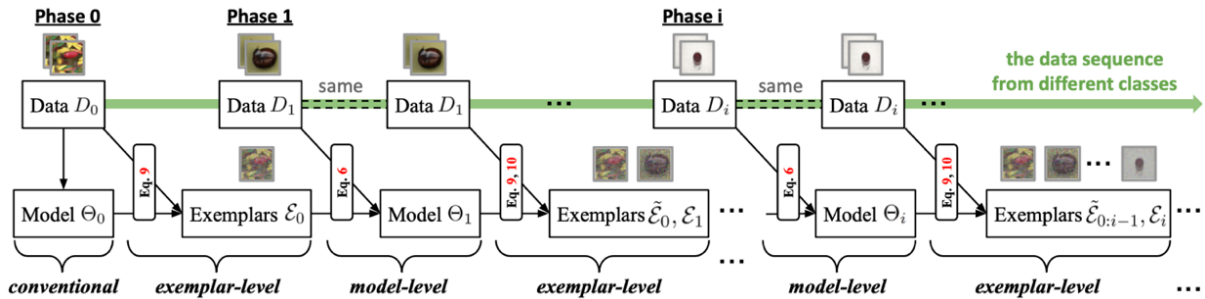 Phase 0
Phase 1
Phase i
the data sequence
from different classes
Data D₀
Data D₁
same
Data D₁
...
Data Dᵢ
same
Data Dᵢ
...
Eq. 9
Eq. 6
Eq. 9, 10
Eq. 6
Eq. 9, 10
...
Model Θ₀
Exemplars ℰ₀
Model Θ₁
Exemplars ℰ̃₀, ℰ₁
...
Model Θᵢ
Exemplars ℰ̃₀:ᵢ₋₁, ℰᵢ
...
conventional
exemplar-level
model-level
exemplar-level
...
model-level
exemplar-level
...